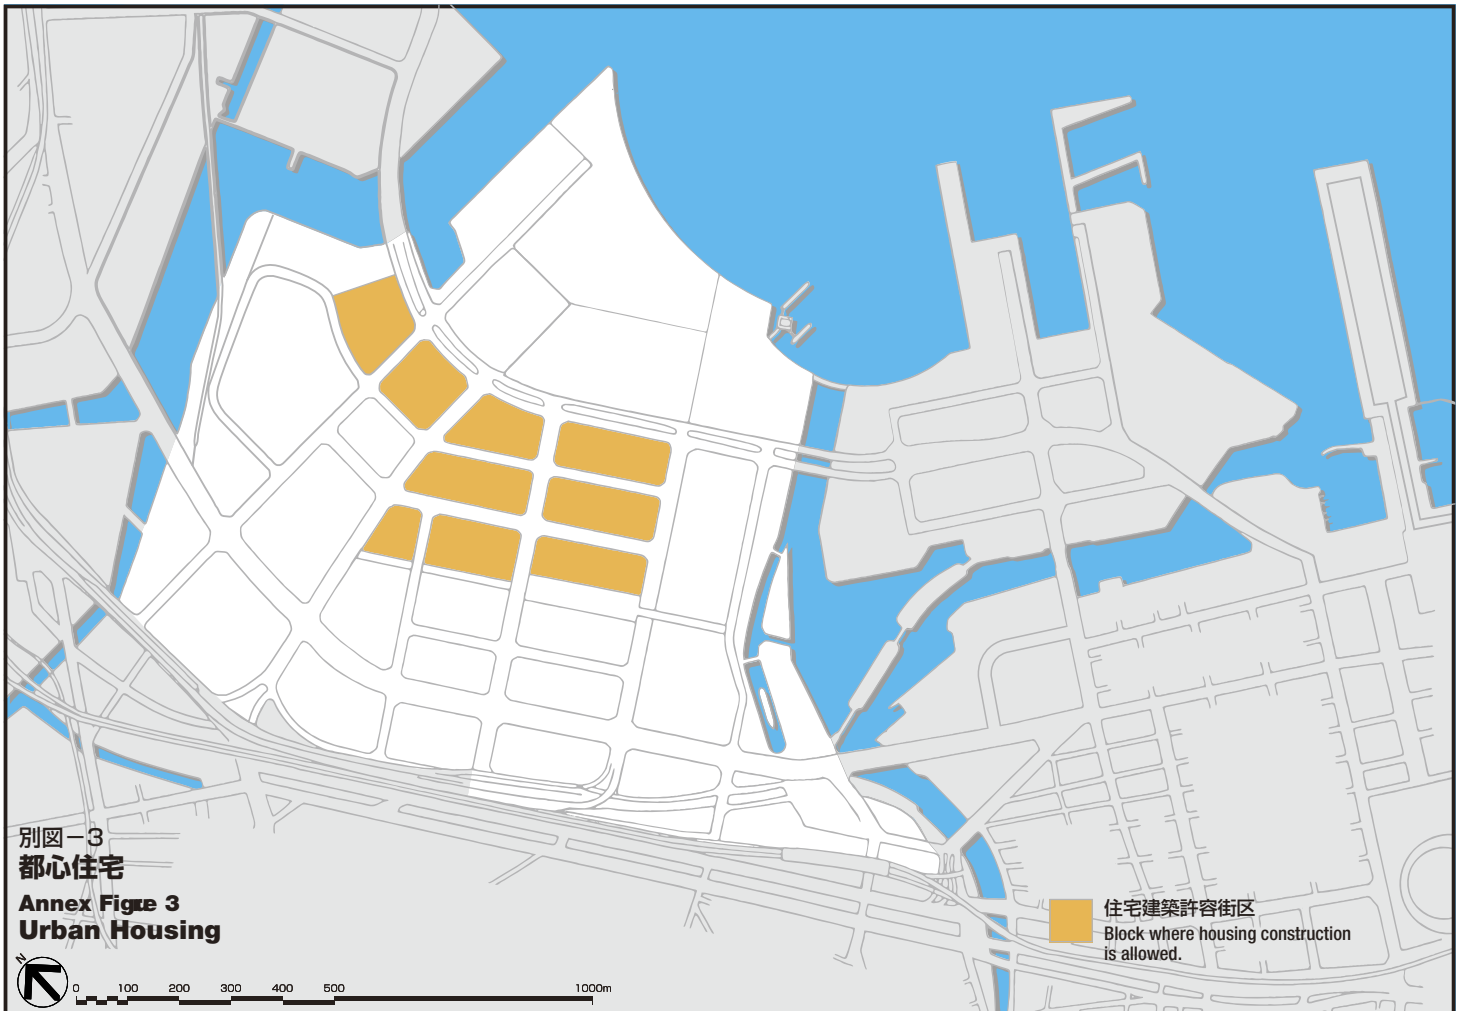 別図－3
都心住宅
Annex Figure 3
Urban Housing
N
0 100 200 300 400 500 1000m
住宅建築許容街区
Block where housing construction
is allowed.